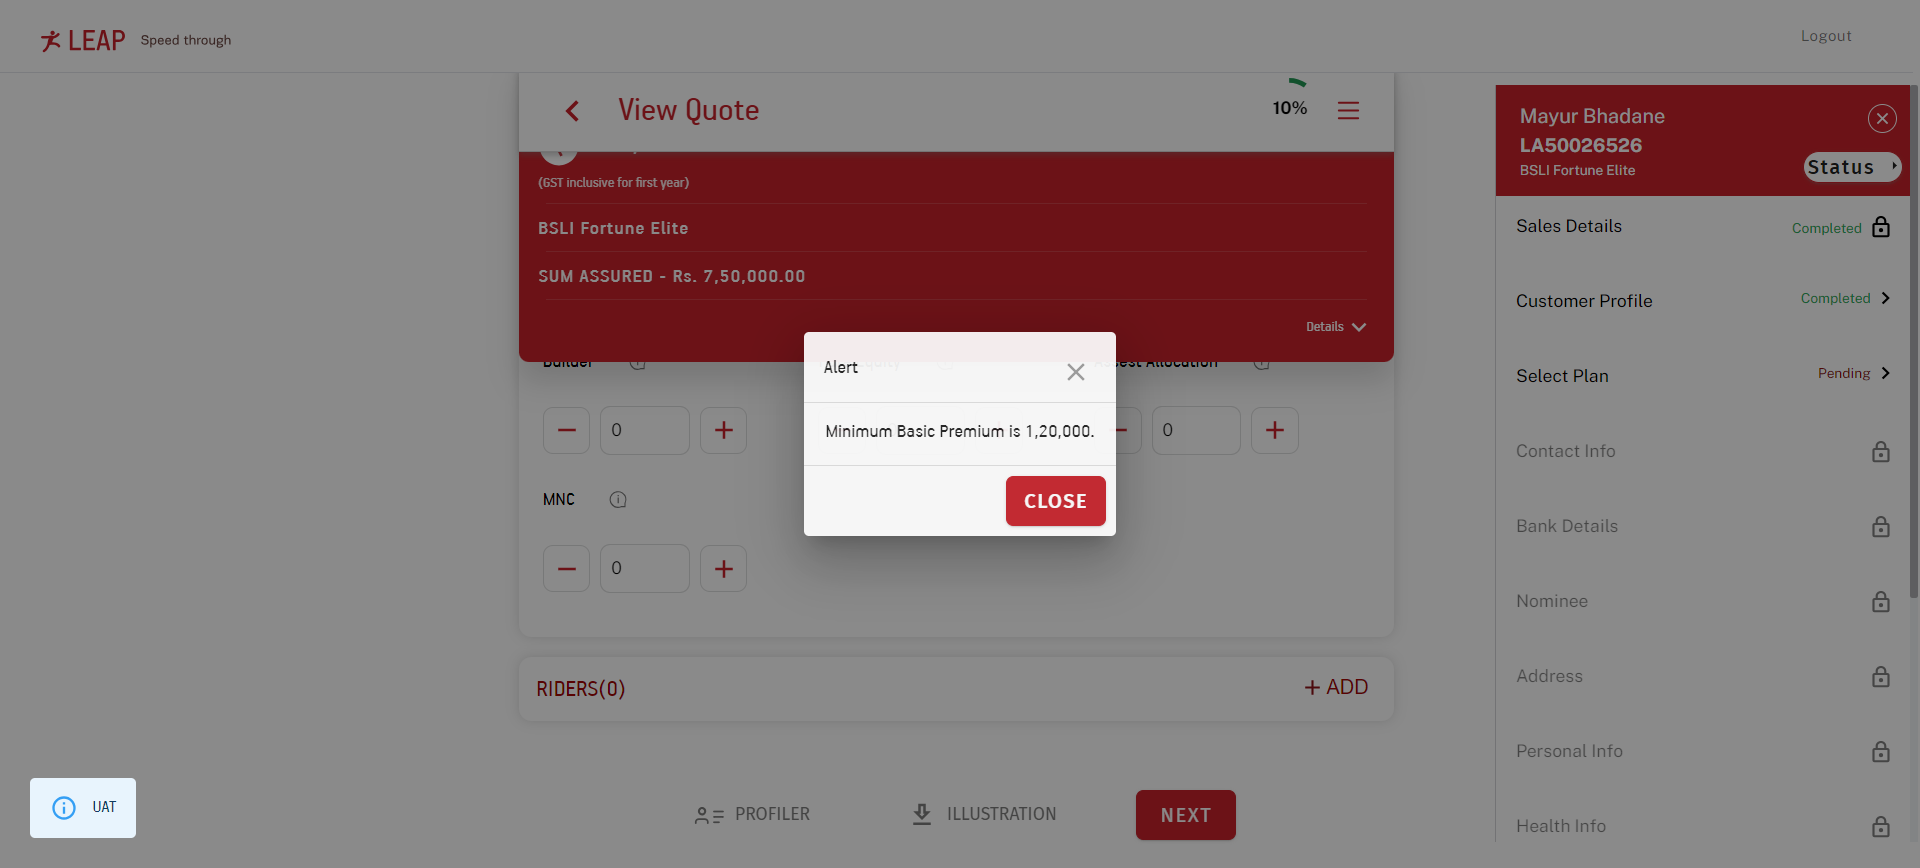 LEAP Speed through
Logout
View Quote
10%
(GST inclusive for first year)
BSLI Fortune Elite
SUM ASSURED - Rs. 7,50,000.00
Details
Builder
Equity
Allocation
0
0
MNC
0
Alert
Minimum Basic Premium is 1,20,000.
CLOSE
RIDERS(0)
+ ADD
PROFILER
ILLUSTRATION
NEXT
UAT
Mayur Bhadane
LA50026526
BSLI Fortune Elite
Status
Sales Details
Completed
Customer Profile
Completed
Select Plan
Pending
Contact Info
Bank Details
Nominee
Address
Personal Info
Health Info